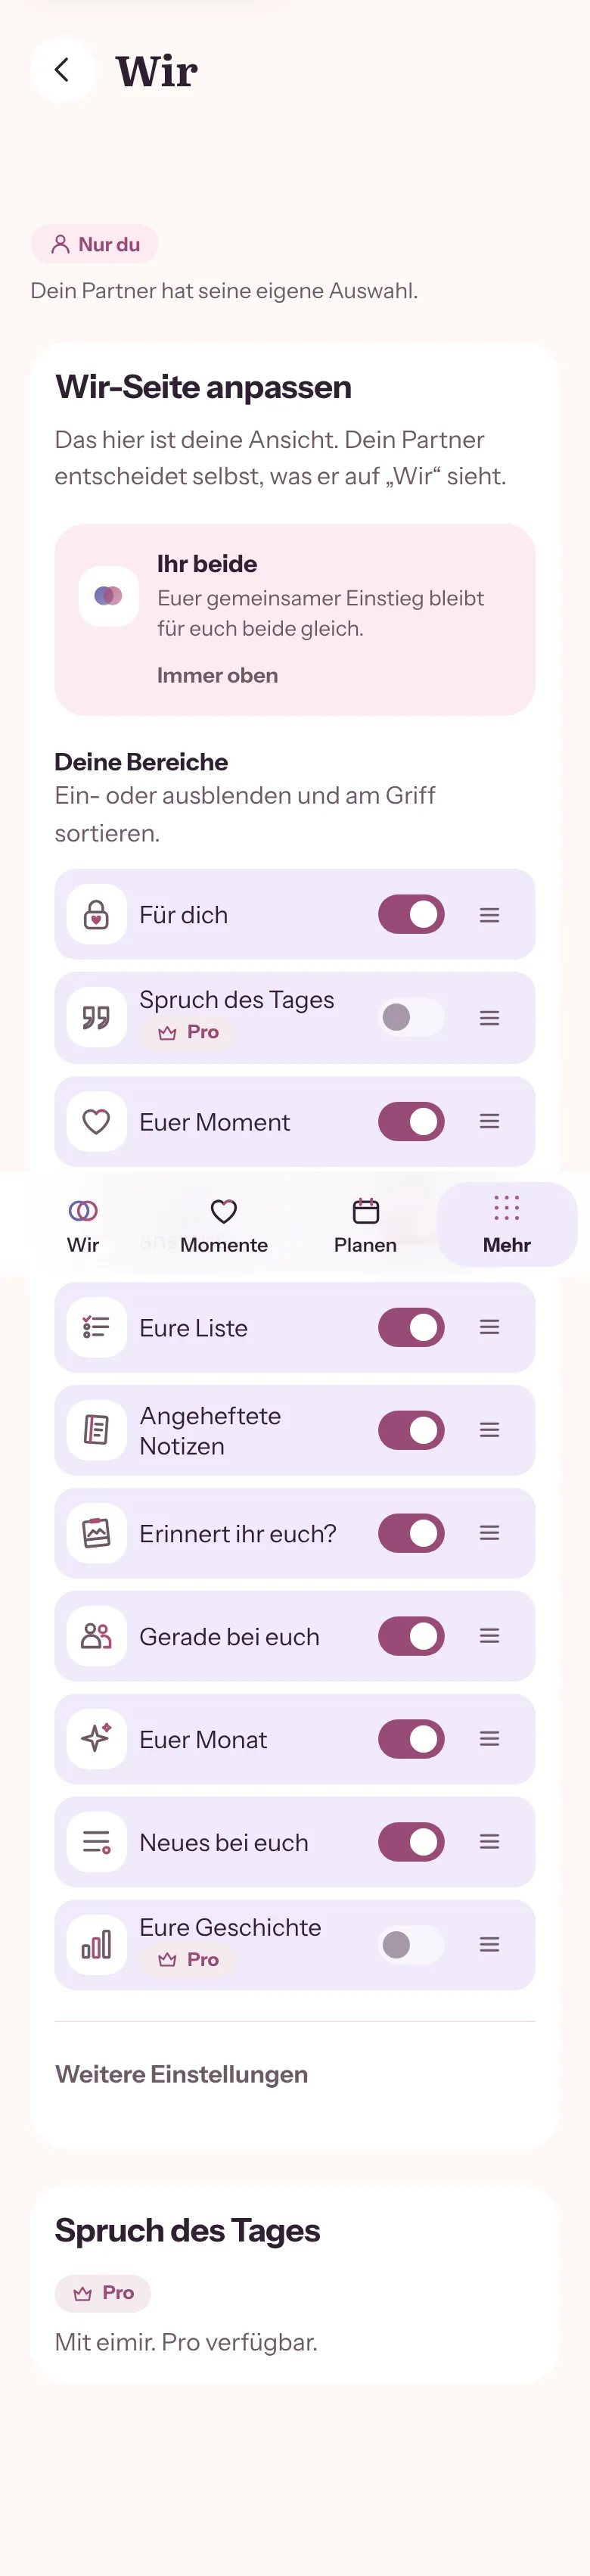 Wir
Nur du
Dein Partner hat seine eigene Auswahl.
Wir-Seite anpassen
Das hier ist deine Ansicht. Dein Partner
entscheidet selbst, was er auf „Wir“ sieht.
Ihr beide
Euer gemeinsamer Einstieg bleibt
für euch beide gleich.
Immer oben
Deine Bereiche
Ein- oder ausblenden und am Griff
sortieren.
Für dich
Spruch des Tages
Pro
Euer Moment
Wir
Momente
Planen
Mehr
Eure Liste
Angeheftete
Notizen
Erinnert ihr euch?
Gerade bei euch
Euer Monat
Neues bei euch
Eure Geschichte
Pro
Weitere Einstellungen
Spruch des Tages
Pro
Mit eimir. Pro verfügbar.